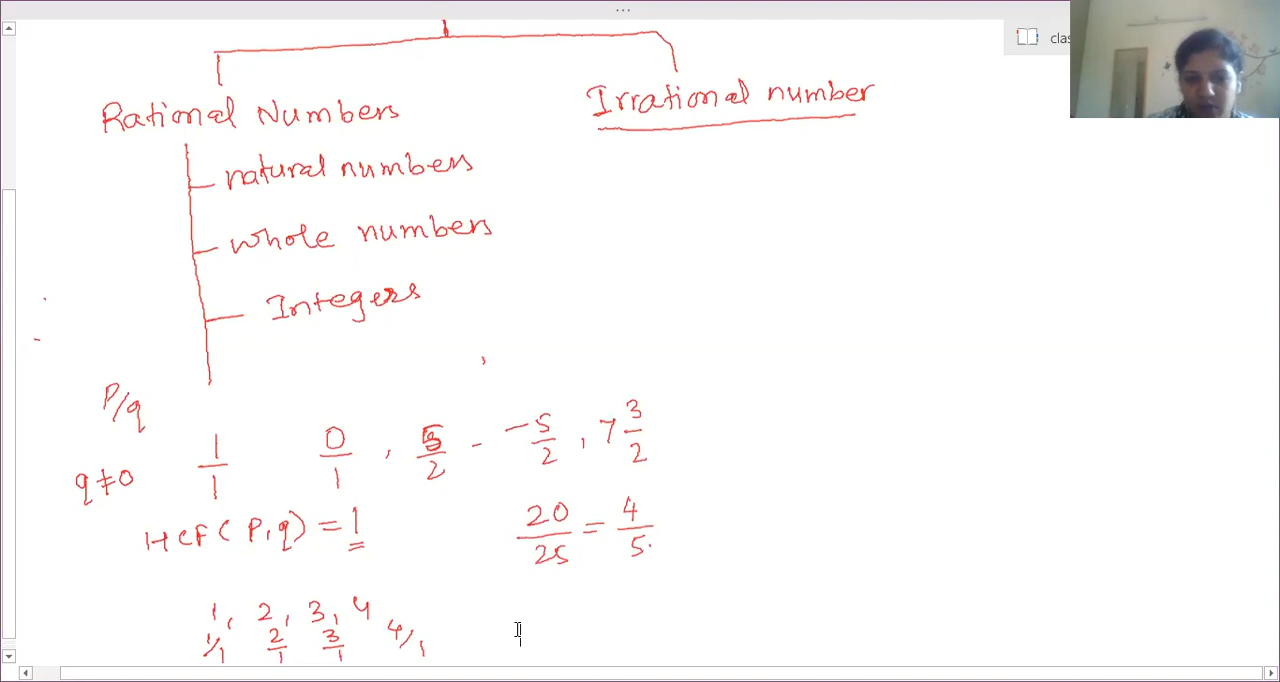 ...
clas
Rational Numbers Irrational number
natural numbers
whole numbers
Integers
P/q
q≠0 1/1 0/1 , 5/2 - -5/2 , 7 3/2
HCF(P,q) = 1 20/25 = 4/5.
1, 2, 3, 4
1/1 2/1 3/1 4/1